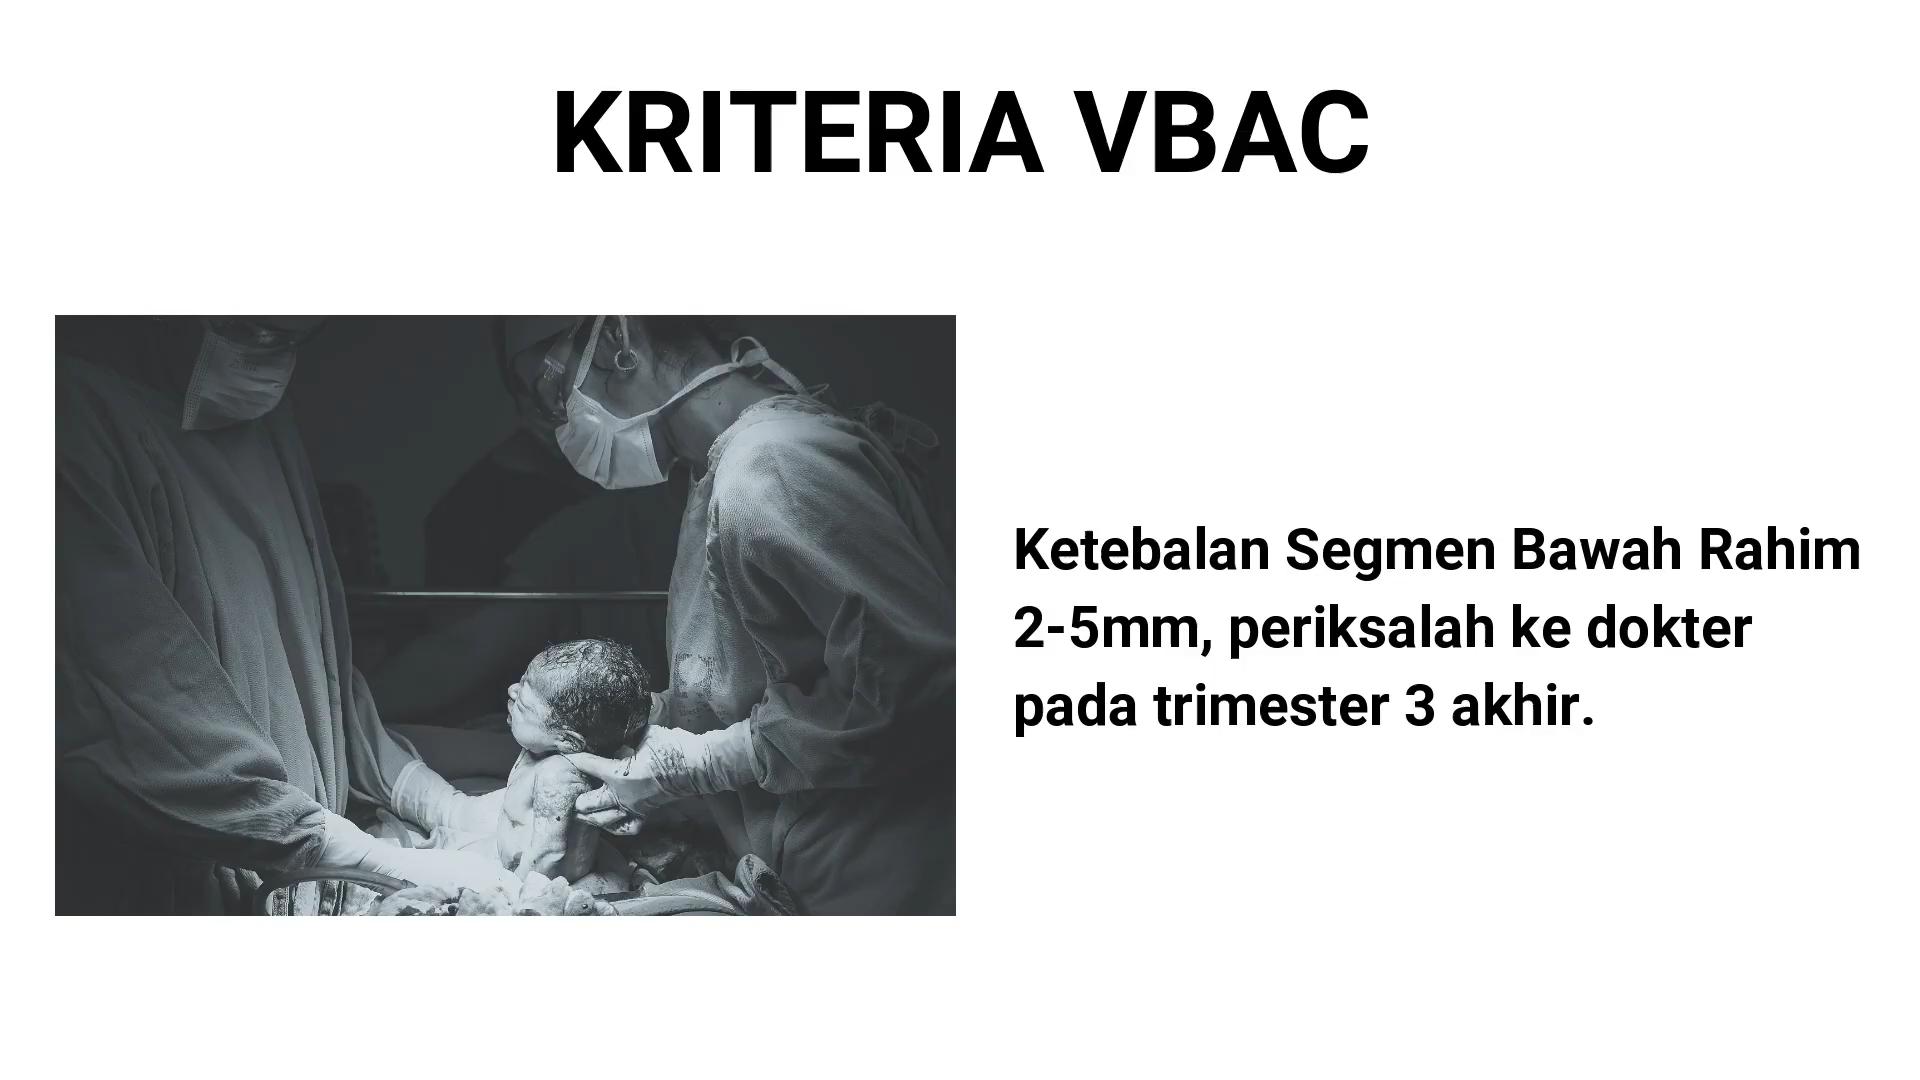 KRITERIA VBAC
Ketebalan Segmen Bawah Rahim
2-5mm, periksalah ke dokter
pada trimester 3 akhir.